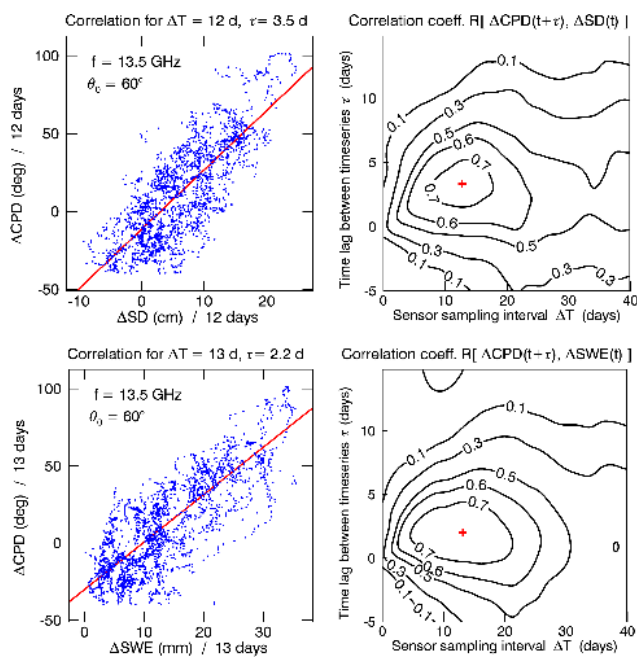 Correlation for ΔT = 12 d, τ= 3.5 d
ΔCPD (deg) / 12 days
100
50
0
-50
f = 13.5 GHz
θ₀ = 60°
-10 0 10 20
ΔSD (cm) / 12 days
Correlation coeff. R[ ΔCPD(t+τ), ΔSD(t) ]
Time lag between timeseries τ (days)
10
5
0
-5
0.1
0.3
0.5
0.6
0.7
0.7
0.6
0.5
0.3
0.1
0.3
0.1
0 10 20 30 40
Sensor sampling interval ΔT (days)
Correlation for ΔT = 13 d, τ= 2.2 d
ΔCPD (deg) / 13 days
100
50
0
-50
f = 13.5 GHz
θ₀ = 60°
0 10 20 30
ΔSWE (mm) / 13 days
Correlation coeff. R[ ΔCPD(t+τ), ΔSWE(t) ]
Time lag between timeseries τ (days)
10
5
0
-5
0.1
0.3
0.5
0.6
0.7
0.7
0.6
0.5
0.3
0.1
0.1
0
0 10 20 30 40
Sensor sampling interval ΔT (days)